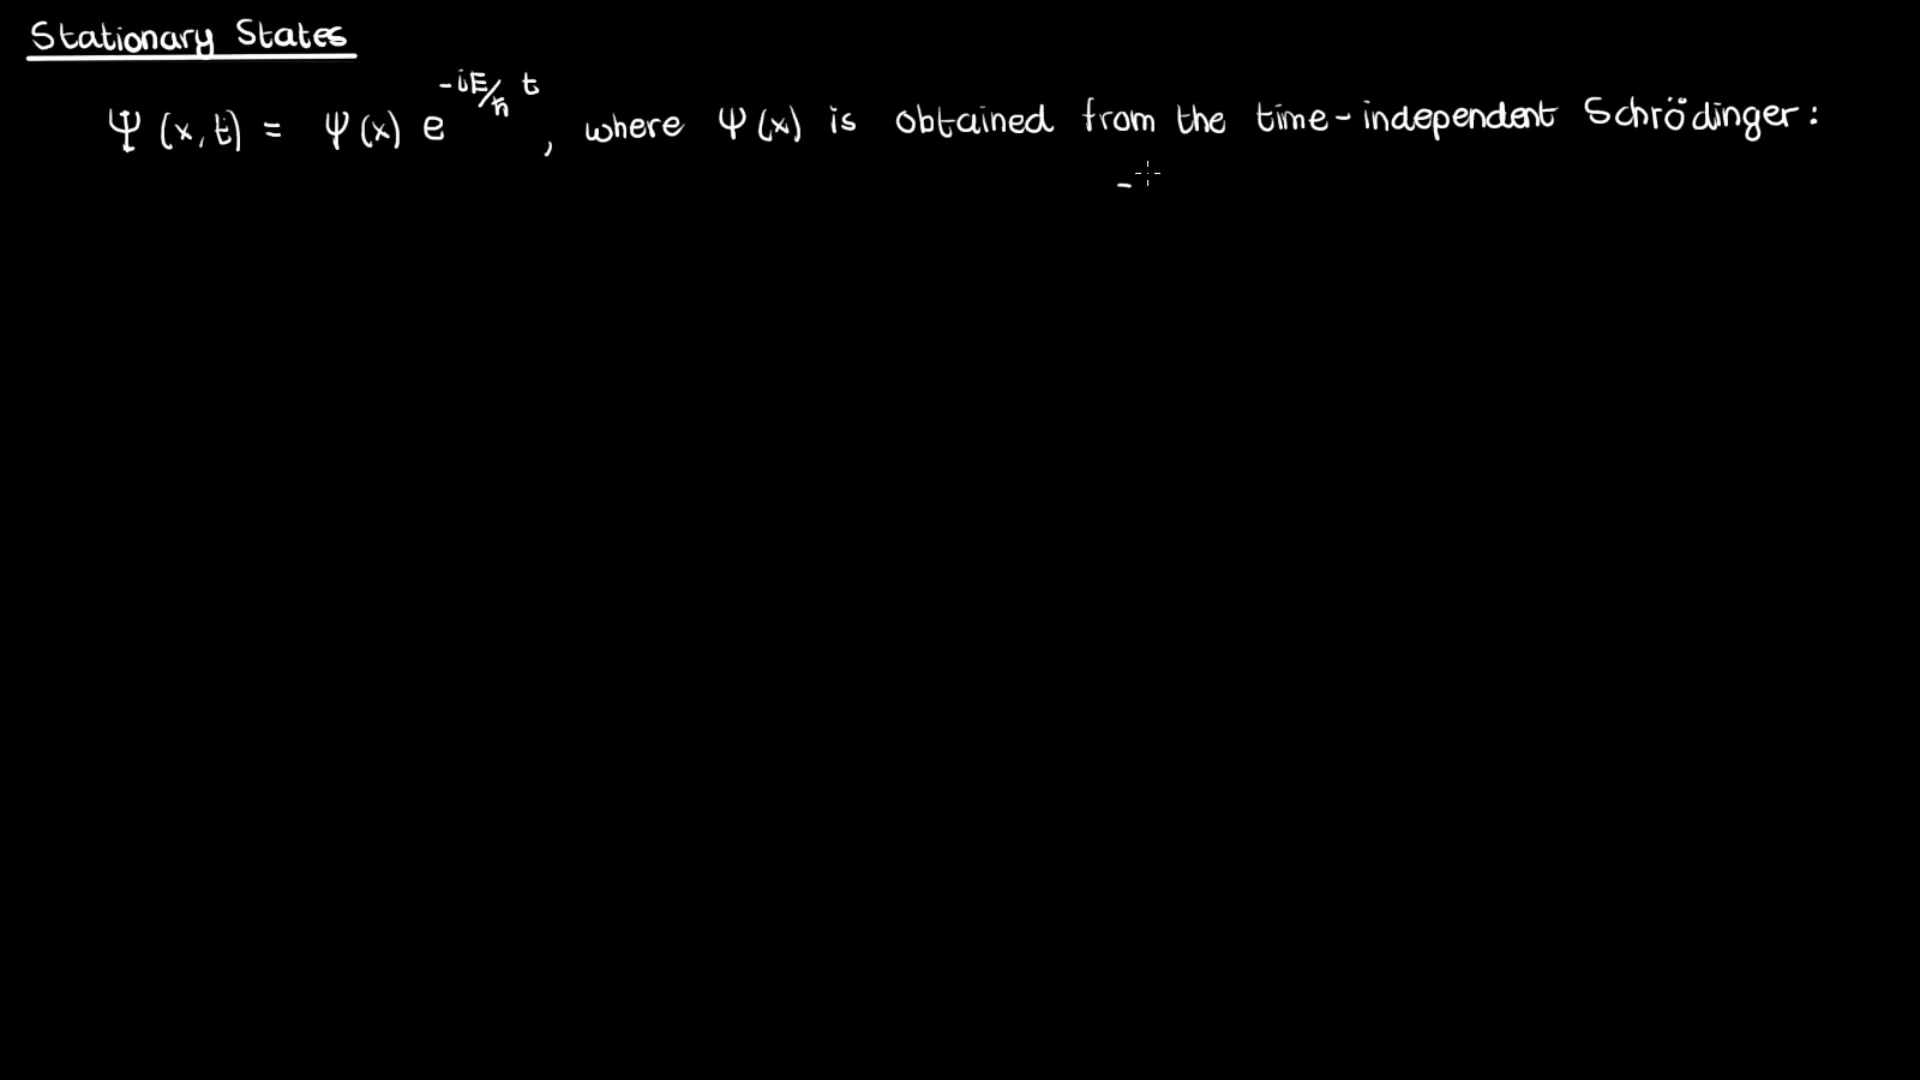 Stationary States
Ψ(x,t) = ψ(x) e^{-iE/ħ t}, where ψ(x) is obtained from the time-independent Schrödinger:
-